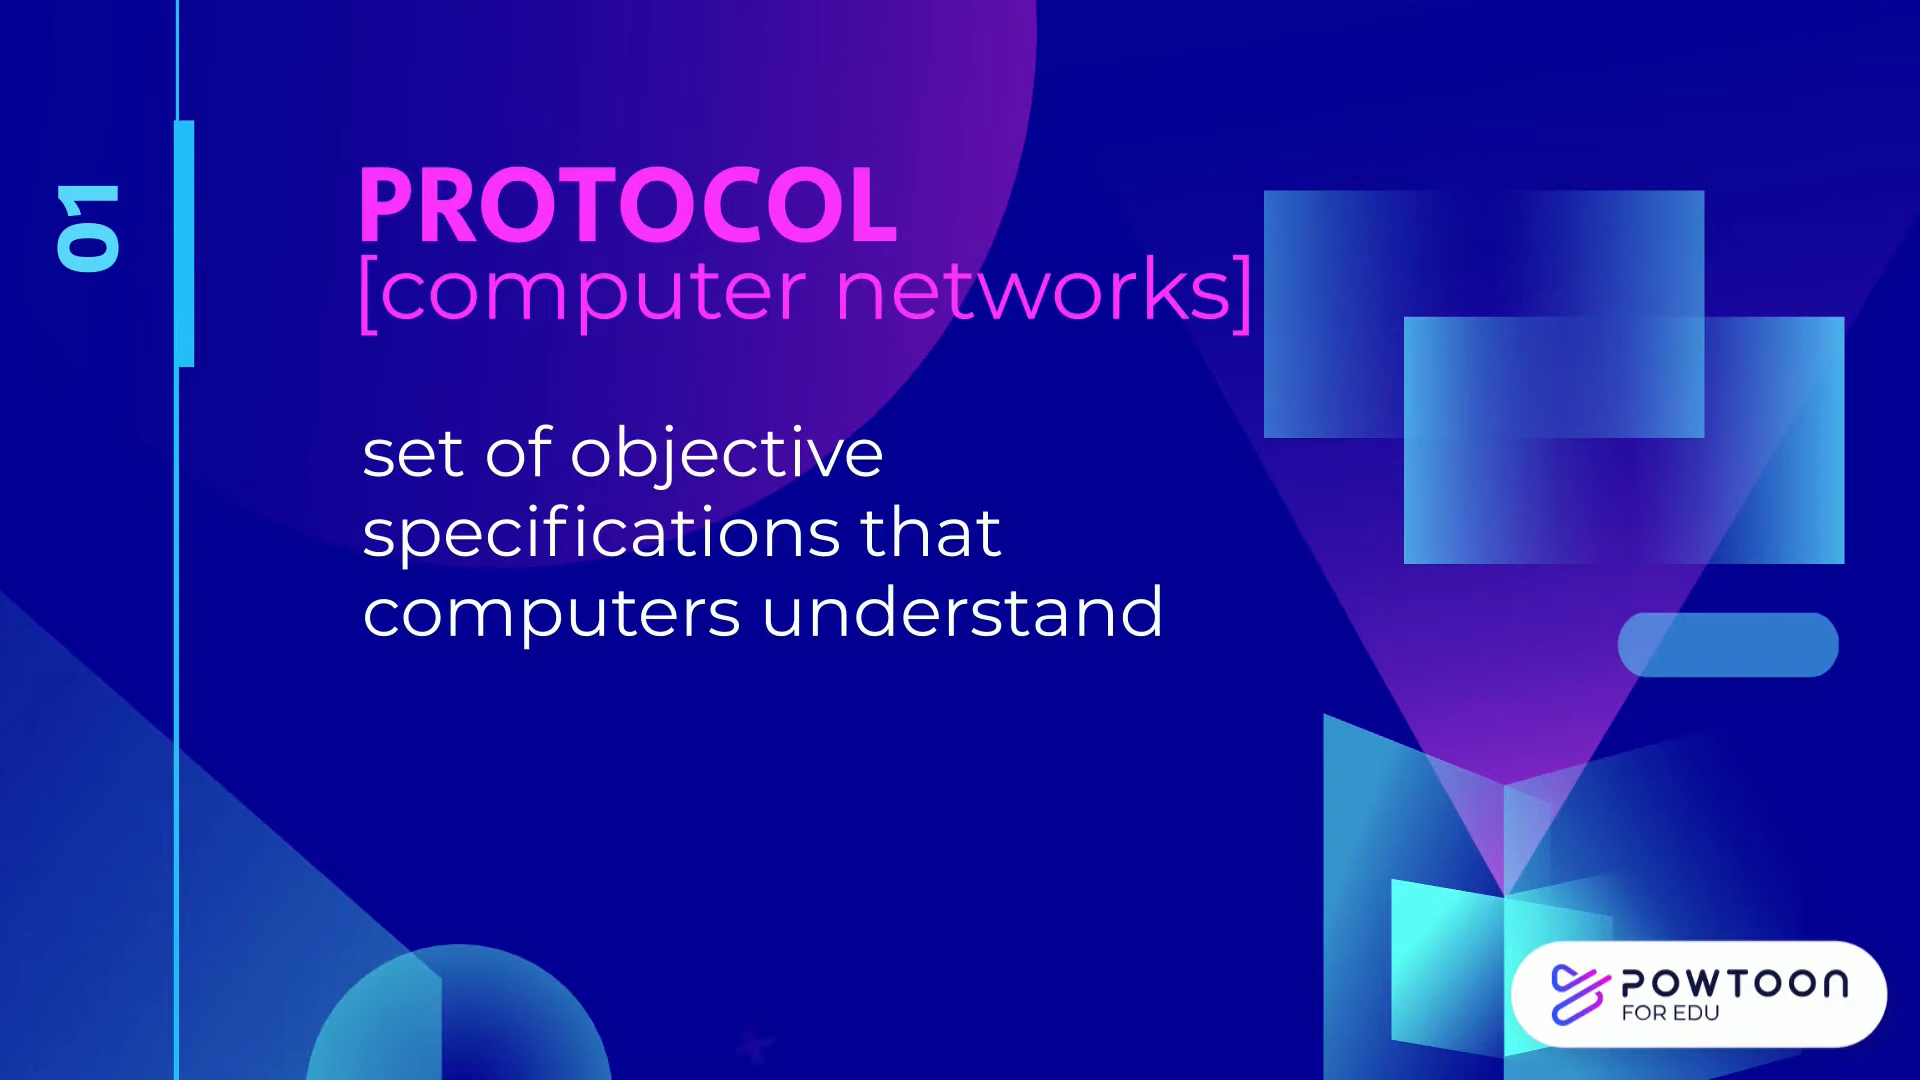 01
PROTOCOL
[computer networks]
set of objective
specifications that
computers understand
POWTOON
FOR EDU